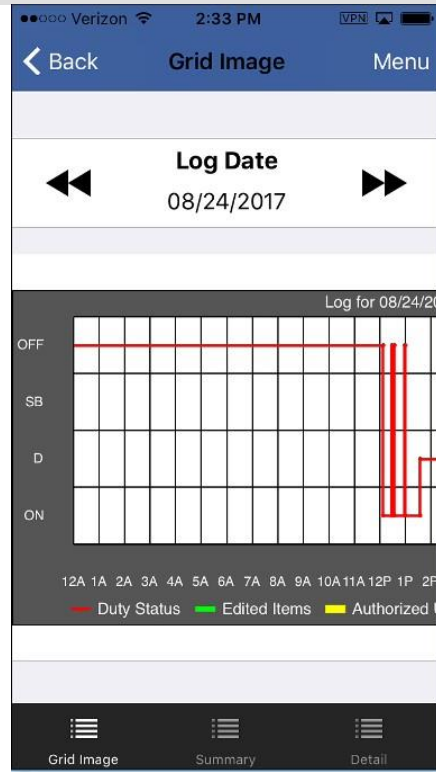 ●●○○○ Verizon 2:33 PM VPN
Back Grid Image Menu
Log Date
08/24/2017
Log for 08/24/20
OFF
SB
D
ON
12A 1A 2A 3A 4A 5A 6A 7A 8A 9A 10A 11A 12P 1P 2P
Duty Status Edited Items Authorized
Grid Image Summary Detail